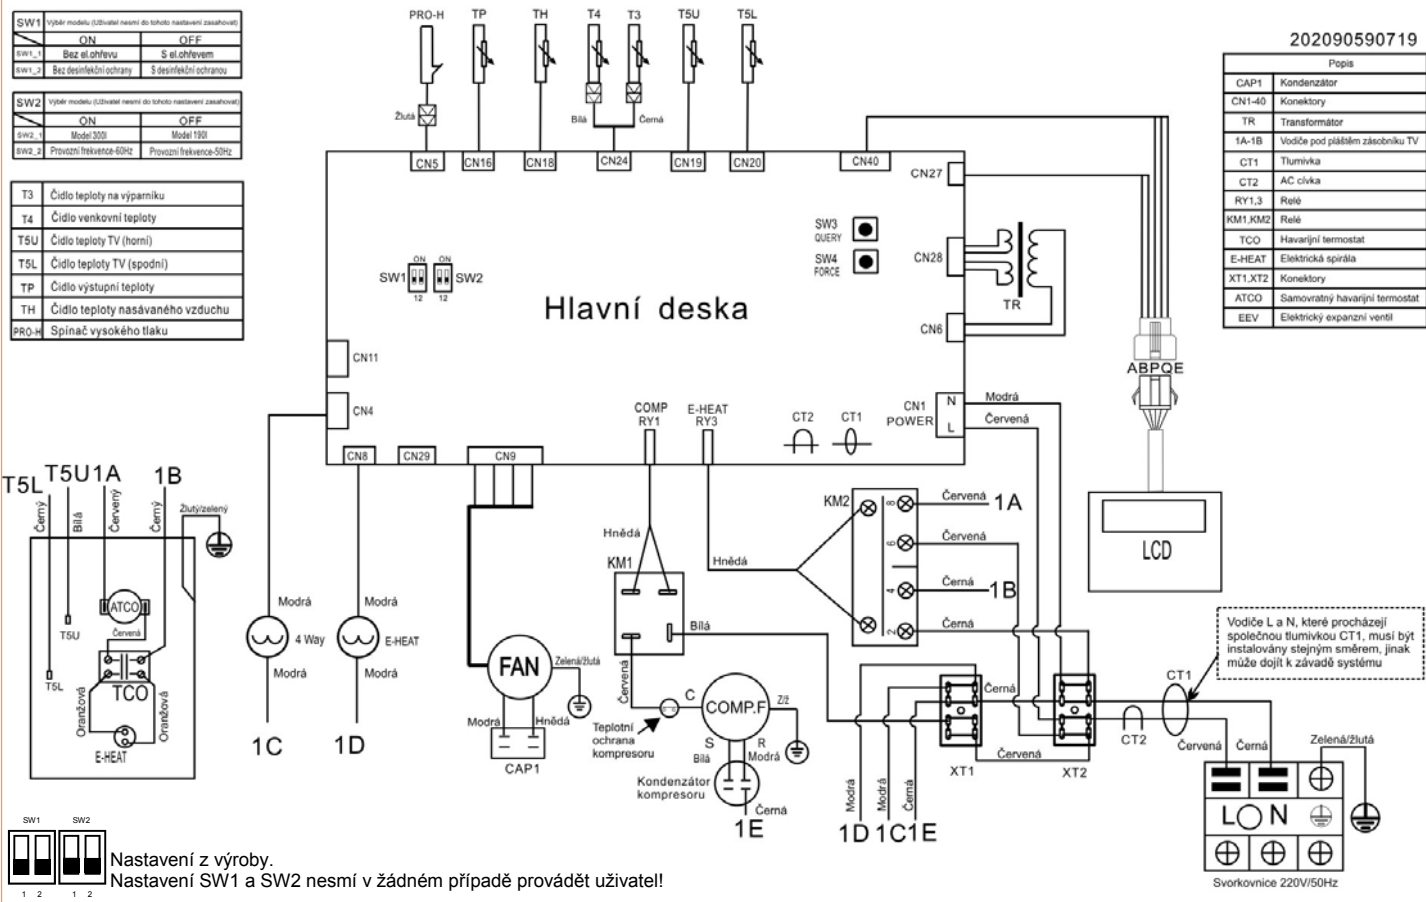 SW1 Výběr modelu (Uživatel nesmí do tohoto nastavení zasahovat)
ON OFF
SW1_1 Bez el.ohřevu S el.ohřevem
SW1_2 Bez desinfekční ochrany S desinfekční ochranou
SW2 Výběr modelu (Uživatel nesmí do tohoto nastavení zasahovat)
ON OFF
SW2_1 Model 300l Model 190l
SW2_2 Provozní frekvence-60Hz Provozní frekvence-50Hz
T3 Čidlo teploty na výparníku
T4 Čidlo venkovní teploty
T5U Čidlo teploty TV (horní)
T5L Čidlo teploty TV (spodní)
TP Čidlo výstupní teploty
TH Čidlo teploty nasávaného vzduchu
PRO-H Spínač vysokého tlaku
PRO-H TP TH T4 T3 T5U T5L
Žlutá Bílá Černá
CN5 CN16 CN18 CN24 CN19 CN20 CN40
202090590719
Popis
CAP1 Kondenzátor
CN1-40 Konektory
TR Transformátor
1A-1B Vodiče pod pláštěm zásobníku TV
CT1 Tlumivka
CT2 AC cívka
RY1,3 Relé
KM1,KM2 Relé
TCO Havarijní termostat
E-HEAT Elektrická spirála
XT1,XT2 Konektory
ATCO Samovratný havarijní termostat
EEV Elektrický expanzní ventil
CN27
SW3
QUERY
SW4
FORCE
CN28
TR
CN6
ON ON
SW1 SW2
12 12
Hlavní deska
CN11
CN4
CN8 CN29 CN9
COMP
RY1
E-HEAT
RY3
CT2 CT1
CN1
POWER
N
L
Modrá
Červená
ABPQE
LCD
T5L T5U 1A 1B
Černý Bílá Červený Černý
Žlutý/zelený
ATCO
T5U
Červená
T5L
TCO
Oranžová Oranžová
E-HEAT
Modrá
4 Way
Modrá
1C
Modrá
E-HEAT
Modrá
1D
FAN
Zelená/žlutá
Modrá Hnědá
CAP1
Hnědá
KM1
Hnědá
Bílá
Červená
C
Teplotní
ochrana
kompresoru
COMP.F
Z/ž
S R
Bílá Modrá
Kondenzátor
kompresoru
Černá
1E
KM2
8 Červená 1A
6 Červená
4 Černá 1B
2 Černá
Černá
Červená
XT1 XT2
Modrá Modrá Černá
1D 1C 1E
Vodiče L a N, které procházejí
společnou tlumivkou CT1, musí být
instalovány stejným směrem, jinak
může dojít k závadě systému
CT1
CT2
Červená Černá
Zelená/žlutá
L N
Svorkovnice 220V/50Hz
SW1 SW2
1 2 1 2
Nastavení z výroby.
Nastavení SW1 a SW2 nesmí v žádném případě provádět uživatel!